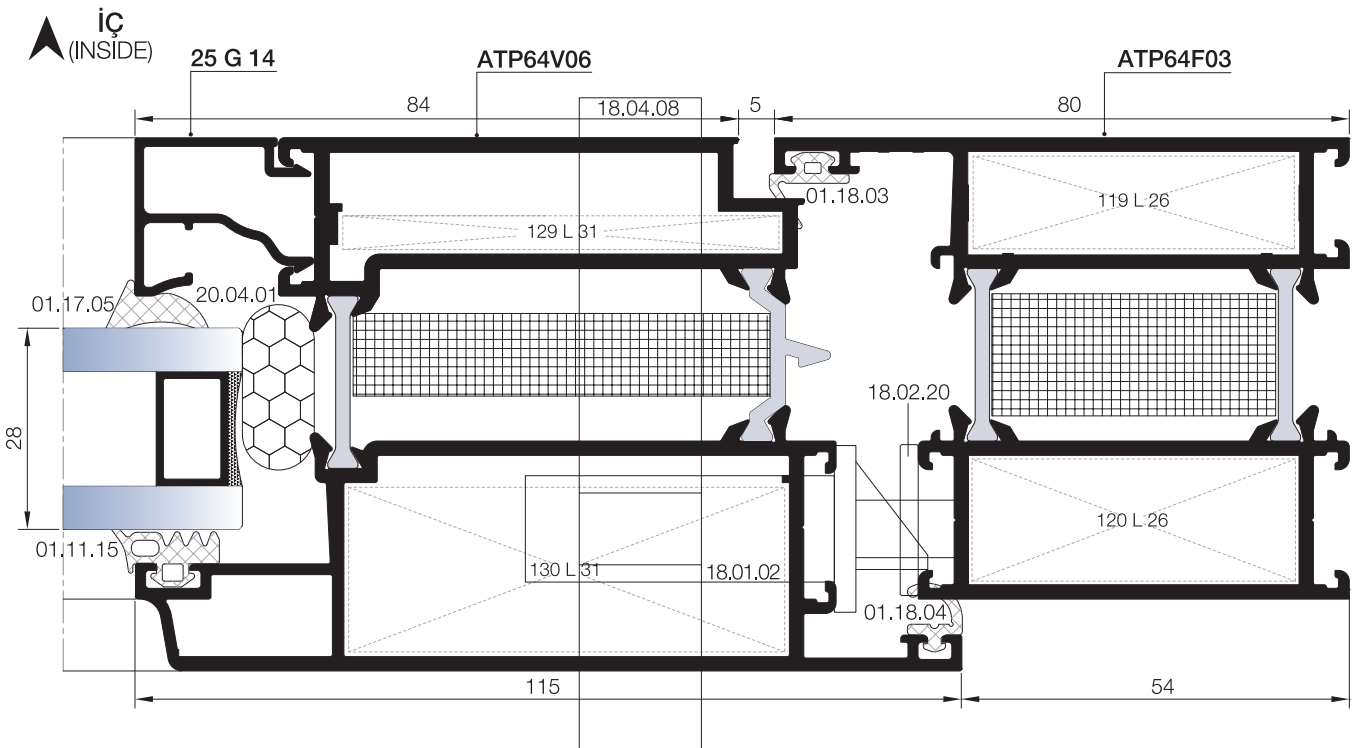 İÇ
(INSIDE)
25 G 14
ATP64V06
ATP64F03
84
18.04.08
5
80
01.18.03
119 L 26
129 L 31
01.17.05
20.04.01
28
18.02.20
01.11.15
130 L 31
18.01.02
120 L 26
01.18.04
115
54